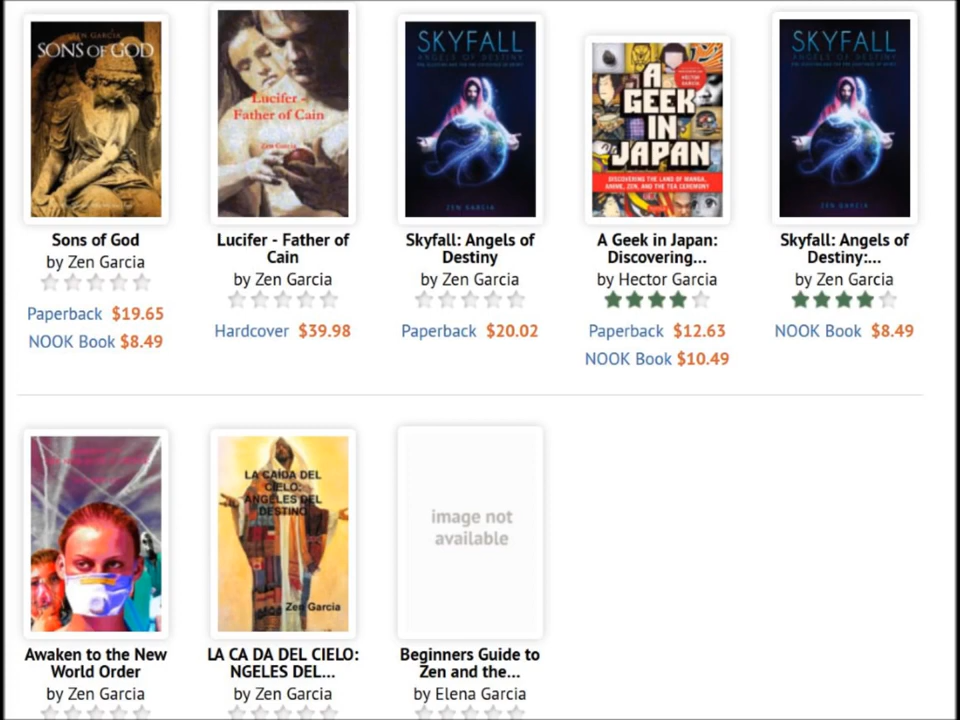 ZEN GARCIA
SONS OF GOD
Lucifer -
Father of Cain
Zen Garcia
SKYFALL
ANGELS OF DESTINY
ZEN GARCIA
A
GEEK
IN
JAPAN
HECTOR
GARCIA
DISCOVERING THE LAND OF MANGA,
ANIME, ZEN, AND THE TEA CEREMONY
SKYFALL
ANGELS OF DESTINY
ZEN GARCIA
Sons of God
by Zen Garcia
Paperback $19.65
NOOK Book $8.49
Lucifer - Father of
Cain
by Zen Garcia
Hardcover $39.98
Skyfall: Angels of
Destiny
by Zen Garcia
Paperback $20.02
A Geek in Japan:
Discovering...
by Hector Garcia
Paperback $12.63
NOOK Book $10.49
Skyfall: Angels of
Destiny:...
by Zen Garcia
NOOK Book $8.49
LA CAIDA DEL
CIELO:
ANGELES DEL
DESTINO
Zen Garcia
image not
available
Awaken to the New
World Order
by Zen Garcia
LA CA DA DEL CIELO:
NGELES DEL...
by Zen Garcia
Beginners Guide to
Zen and the...
by Elena Garcia